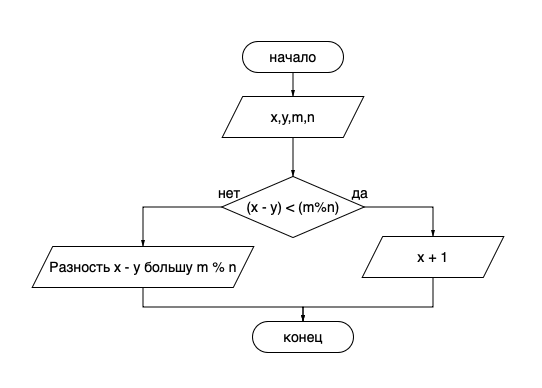 начало
x,y,m,n
нет
да
(x - y) < (m%n)
Разность x - y большу m % n
x + 1
конец